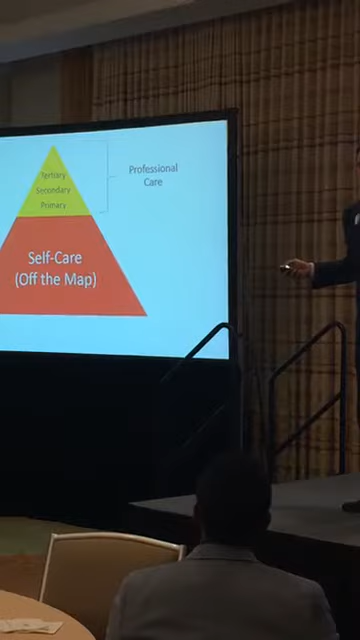 Tertiary
Secondary
Primary
Professional
Care
Self-Care
(Off the Map)